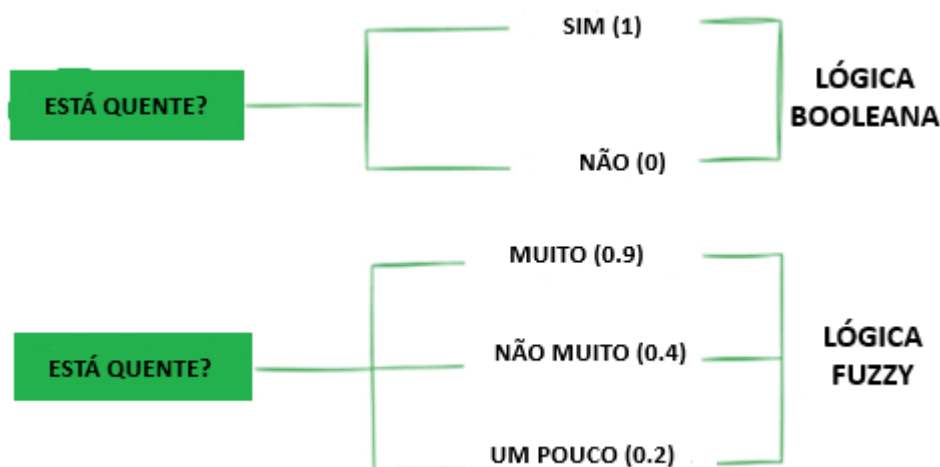 SIM (1)
ESTÁ QUENTE?
LÓGICA
BOOLEANA
NÃO (0)
MUITO (0.9)
ESTÁ QUENTE?
NÃO MUITO (0.4)
LÓGICA
FUZZY
UM POUCO (0.2)